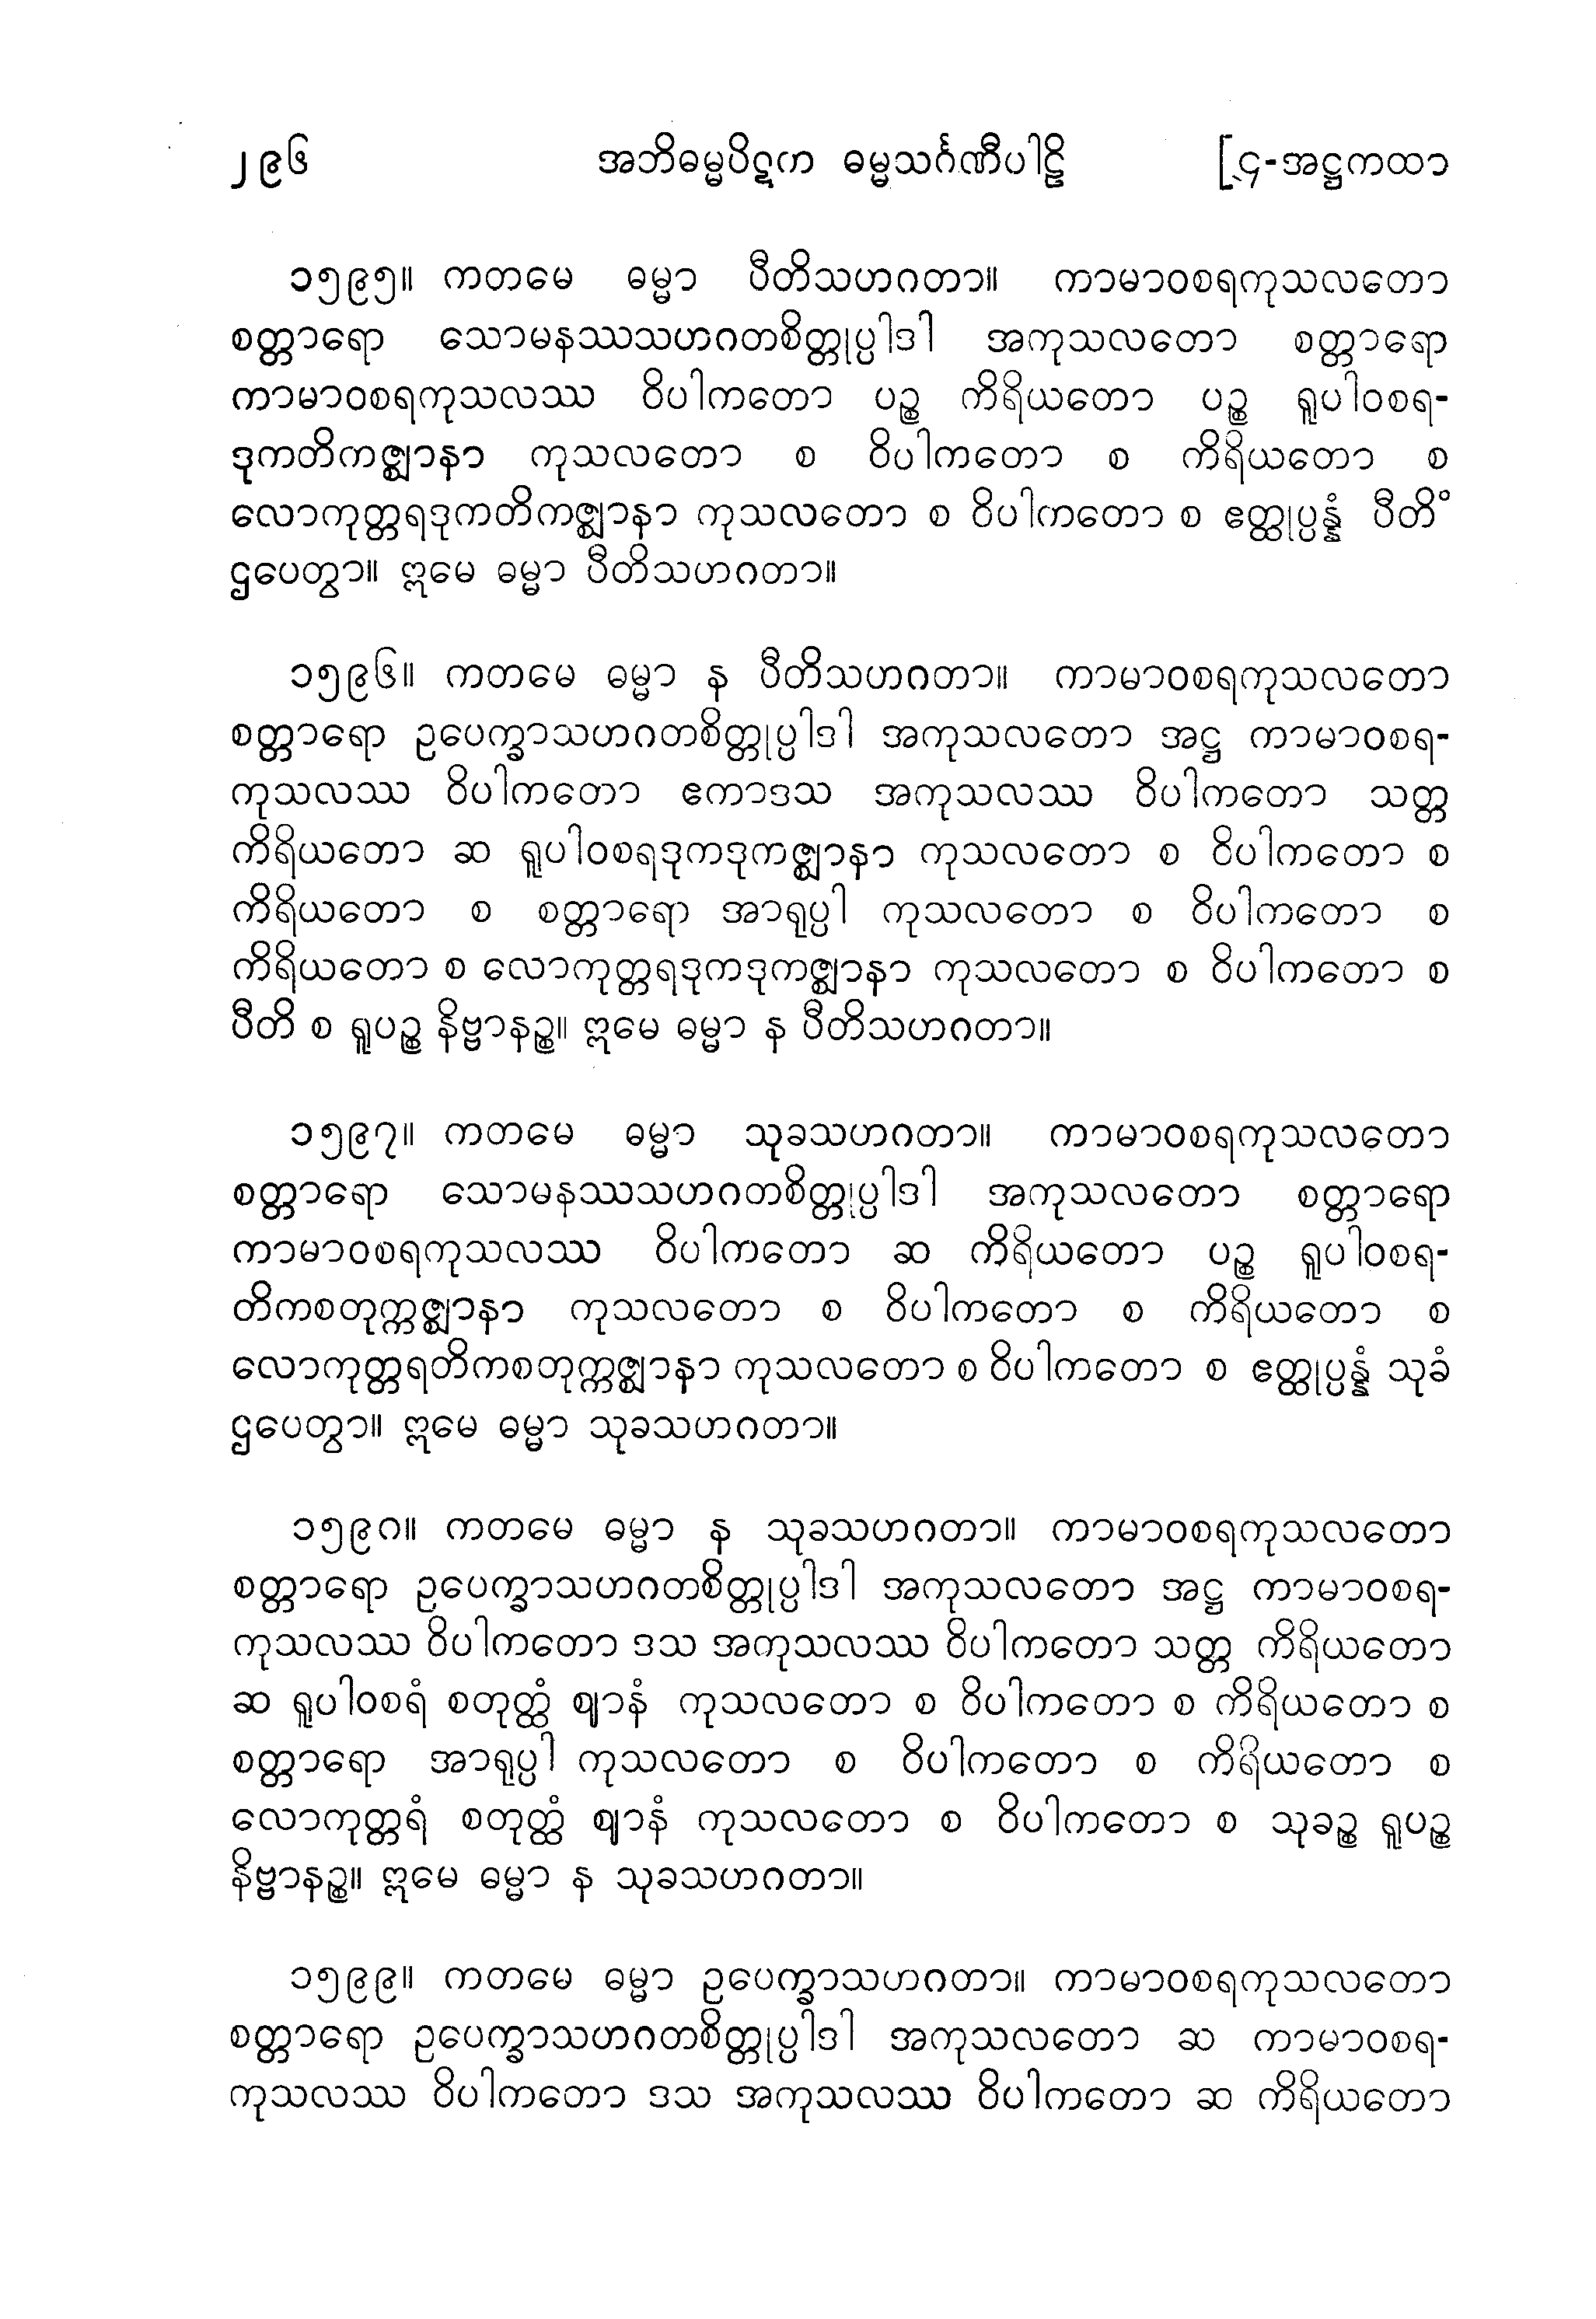 ၂၉၆ အဘိဓမ္မပိဋက ဓမ္မသင်္ဂဏီပါဠိ [၄-အဋ္ဌကထာ
၁၅၉၅။ ကတမေ ဓမ္မာ ပီတိသဟဂတာ။ ကာမာဝစရကုသလတော
စတ္တာရော သောမနဿသဟဂတစိတ္တုပ္ပါဒါ အကုသလတော စတ္တာရော
ကာမာဝစရကုသလဿ ဝိပါကတော ပဉ္စ ကိရိယတော ပဉ္စ ရူပါဝစရ-
ဒုကတိကဇ္ဈာနာ ကုသလတော စ ဝိပါကတော စ ကိရိယတော စ
လောကုတ္တရဒုကတိကဇ္ဈာနာ ကုသလတော စ ဝိပါကတော စ ဧတ္ထုပ္ပန္နံ ပီတိံ
ဌပေတွာ။ ဣမေ ဓမ္မာ ပီတိသဟဂတာ။
၁၅၉၆။ ကတမေ ဓမ္မာ န ပီတိသဟဂတာ။ ကာမာဝစရကုသလတော
စတ္တာရော ဥပေက္ခာသဟဂတစိတ္တုပ္ပါဒါ အကုသလတော အဋ္ဌ ကာမာဝစရ-
ကုသလဿ ဝိပါကတော ဧကာဒသ အကုသလဿ ဝိပါကတော သတ္တ
ကိရိယတော ဆ ရူပါဝစရဒုကဒုကဇ္ဈာနာ ကုသလတော စ ဝိပါကတော စ
ကိရိယတော စ စတ္တာရော အာရုပ္ပါ ကုသလတော စ ဝိပါကတော စ
ကိရိယတော စ လောကုတ္တရဒုကဒုကဇ္ဈာနာ ကုသလတော စ ဝိပါကတော စ
ပီတိ စ ရူပဉ္စ နိဗ္ဗာနဉ္စ။ ဣမေ ဓမ္မာ န ပီတိသဟဂတာ။
၁၅၉၇။ ကတမေ ဓမ္မာ သုခသဟဂတာ။ ကာမာဝစရကုသလတော
စတ္တာရော သောမနဿသဟဂတစိတ္တုပ္ပါဒါ အကုသလတော စတ္တာရော
ကာမာဝစရကုသလဿ ဝိပါကတော ဆ ကိရိယတော ပဉ္စ ရူပါဝစရ-
တိကစတုက္ကဇ္ဈာနာ ကုသလတော စ ဝိပါကတော စ ကိရိယတော စ
လောကုတ္တရတိကစတုက္ကဇ္ဈာနာ ကုသလတော စ ဝိပါကတော စ ဧတ္ထုပ္ပန္နံ သုခံ
ဌပေတွာ။ ဣမေ ဓမ္မာ သုခသဟဂတာ။
၁၅၉၈။ ကတမေ ဓမ္မာ န သုခသဟဂတာ။ ကာမာဝစရကုသလတော
စတ္တာရော ဥပေက္ခာသဟဂတစိတ္တုပ္ပါဒါ အကုသလတော အဋ္ဌ ကာမာဝစရ-
ကုသလဿ ဝိပါကတော ဒသ အကုသလဿ ဝိပါကတော သတ္တ ကိရိယတော
ဆ ရူပါဝစရံ စတုတ္ထံ ဈာနံ ကုသလတော စ ဝိပါကတော စ ကိရိယတော စ
စတ္တာရော အာရုပ္ပါ ကုသလတော စ ဝိပါကတော စ ကိရိယတော စ
လောကုတ္တရံ စတုတ္ထံ ဈာနံ ကုသလတော စ ဝိပါကတော စ သုခဉ္စ ရူပဉ္စ
နိဗ္ဗာနဉ္စ။ ဣမေ ဓမ္မာ န သုခသဟဂတာ။
၁၅၉၉။ ကတမေ ဓမ္မာ ဥပေက္ခာသဟဂတာ။ ကာမာဝစရကုသလတော
စတ္တာရော ဥပေက္ခာသဟဂတစိတ္တုပ္ပါဒါ အကုသလတော ဆ ကာမာဝစရ-
ကုသလဿ ဝိပါကတော ဒသ အကုသလဿ ဝိပါကတော ဆ ကိရိယတော